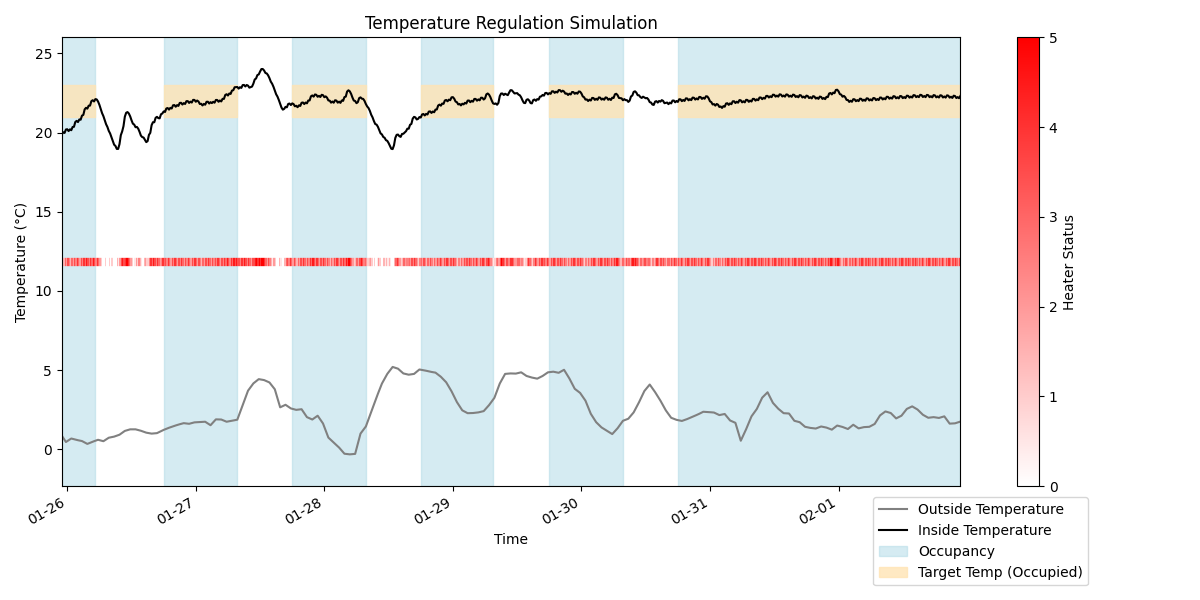 Temperature Regulation Simulation
Temperature (°C)
25
20
15
10
5
0
01-26
01-27
01-28
01-29
01-30
01-31
02-01
Time
5
4
3
2
1
0
Heater Status
Outside Temperature
Inside Temperature
Occupancy
Target Temp (Occupied)